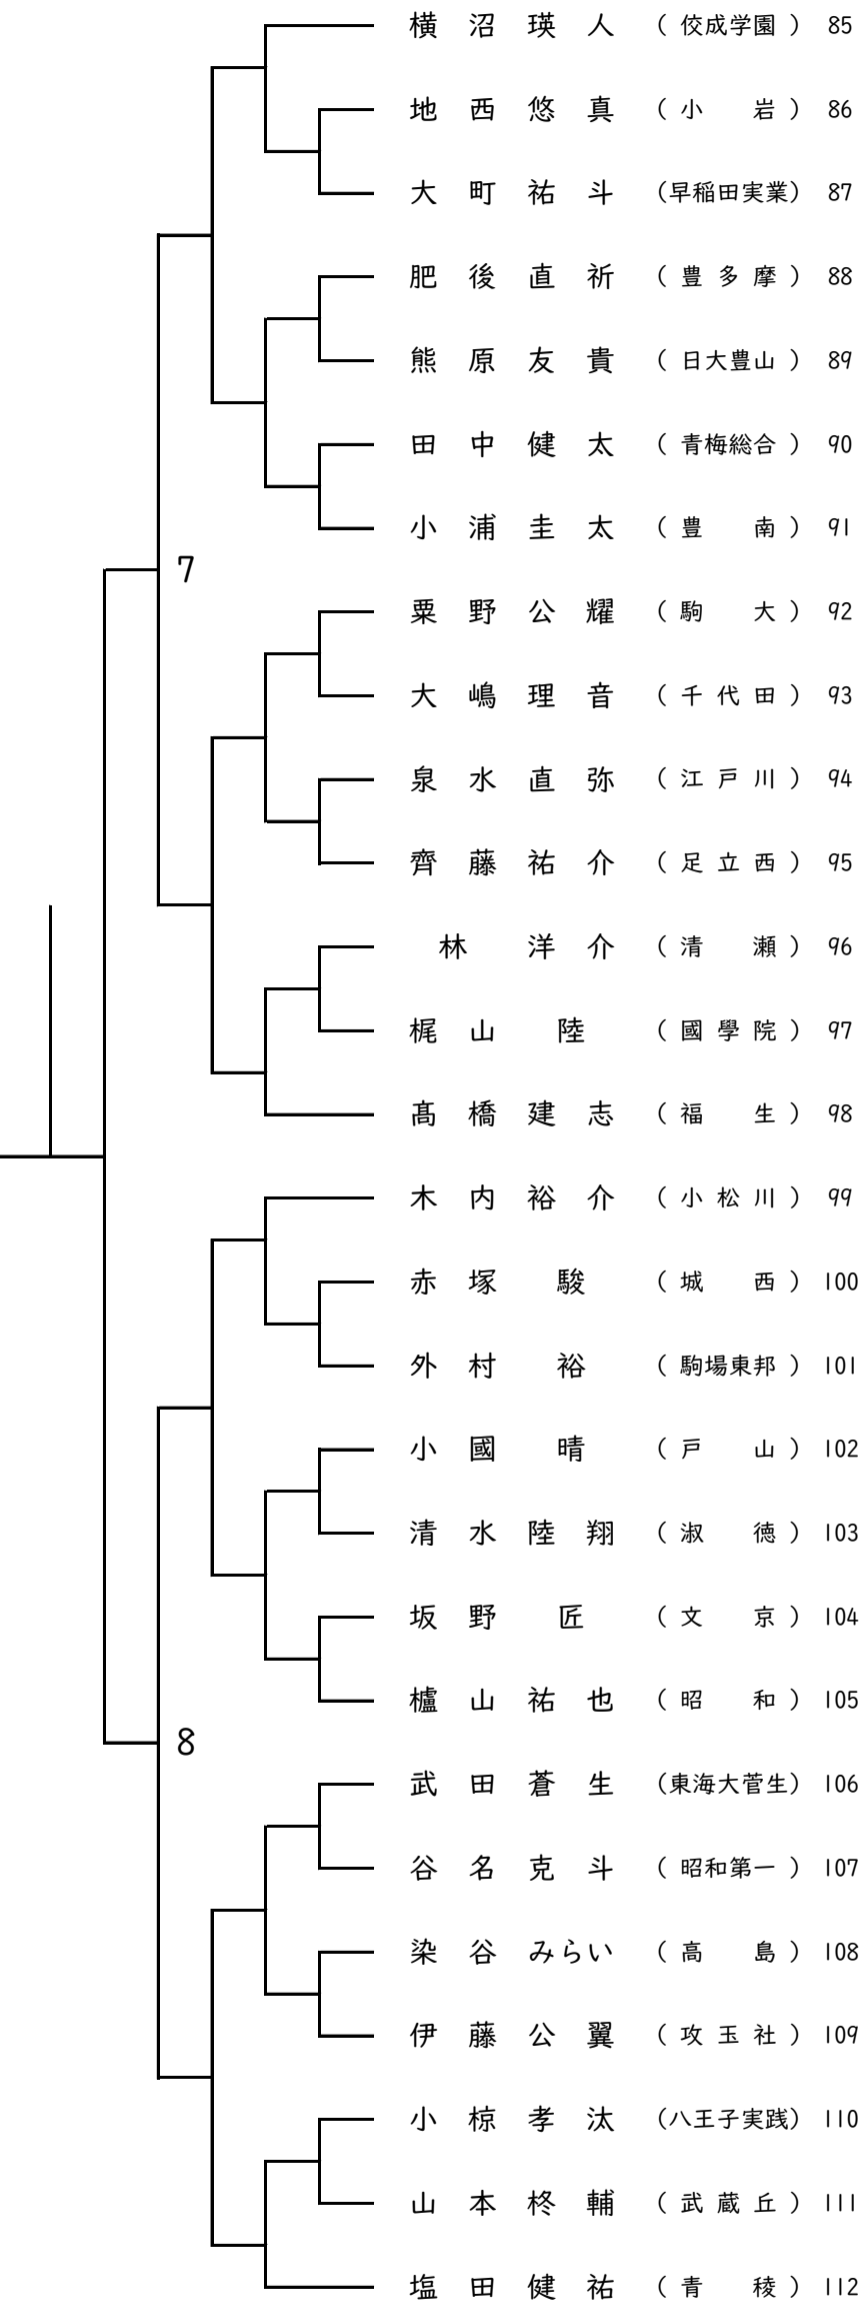 横沼瑛人 (佼成学園) 85
地西悠真 (小岩) 86
大町祐斗 (早稲田実業) 87
肥後直祈 (豊多摩) 88
熊原友貴 (日大豊山) 89
田中健太 (青梅総合) 90
小浦圭太 (豊南) 91
7
粟野公耀 (駒大) 92
大嶋理音 (千代田) 93
泉水直弥 (江戸川) 94
齊藤祐介 (足立西) 95
林洋介 (清瀬) 96
梶山陸 (國學院) 97
髙橋建志 (福生) 98
木内裕介 (小松川) 99
赤塚駿 (城西) 100
外村裕 (駒場東邦) 101
小國晴 (戸山) 102
清水陸翔 (淑徳) 103
坂野匠 (文京) 104
櫨山祐也 (昭和) 105
8
武田蒼生 (東海大菅生) 106
谷名克斗 (昭和第一) 107
染谷みらい (高島) 108
伊藤公翼 (攻玉社) 109
小椋孝汰 (八王子実践) 110
山本柊輔 (武蔵丘) 111
塩田健祐 (青稜) 112